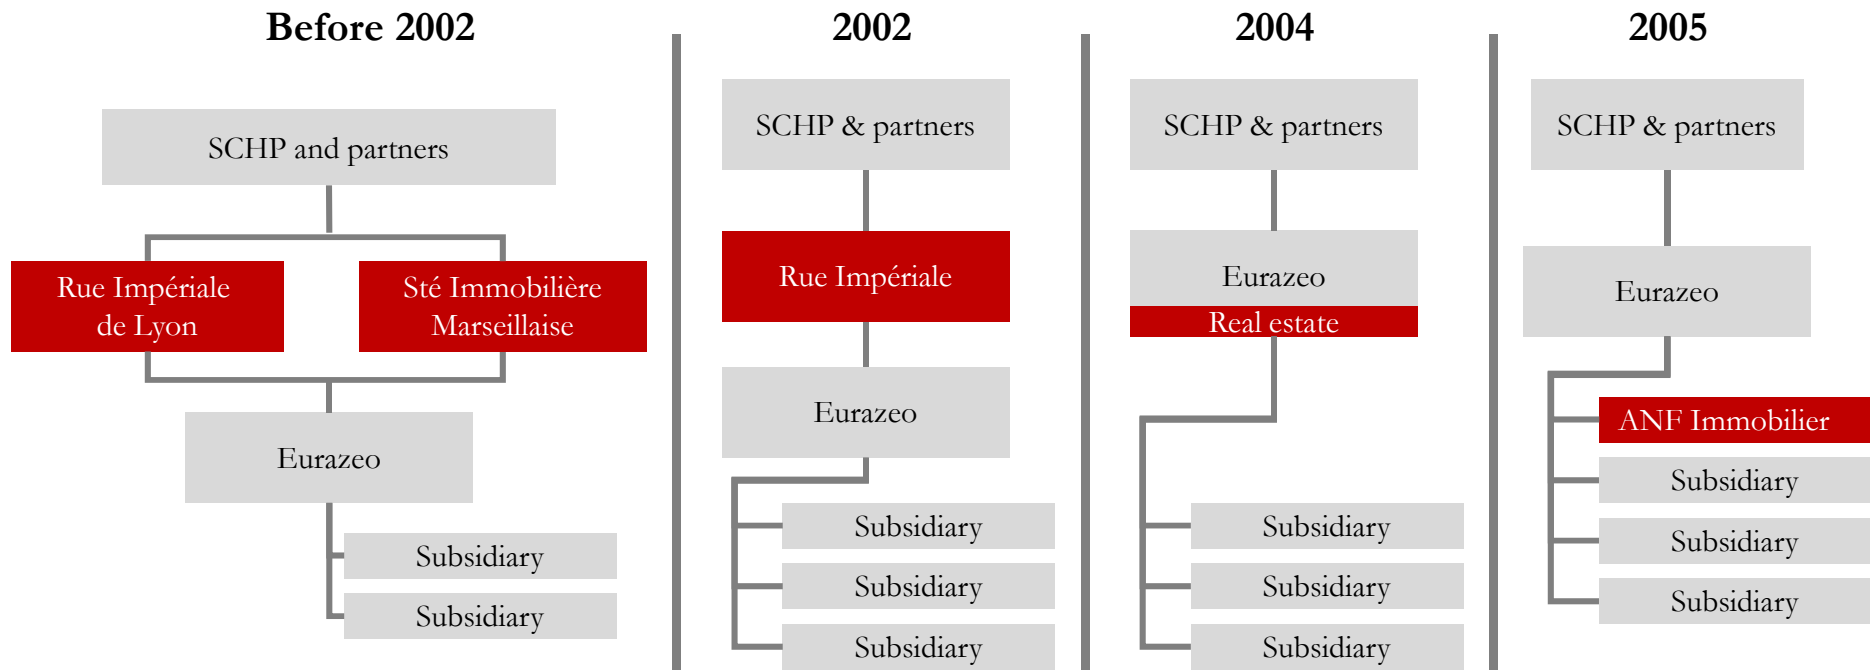 Before 2002
SCHP and partners
Rue Impériale
de Lyon
Sté Immobilière
Marseillaise
Eurazeo
Subsidiary
Subsidiary
2002
SCHP & partners
Rue Impériale
Eurazeo
Subsidiary
Subsidiary
Subsidiary
2004
SCHP & partners
Eurazeo
Real estate
Subsidiary
Subsidiary
Subsidiary
2005
SCHP & partners
Eurazeo
ANF Immobilier
Subsidiary
Subsidiary
Subsidiary